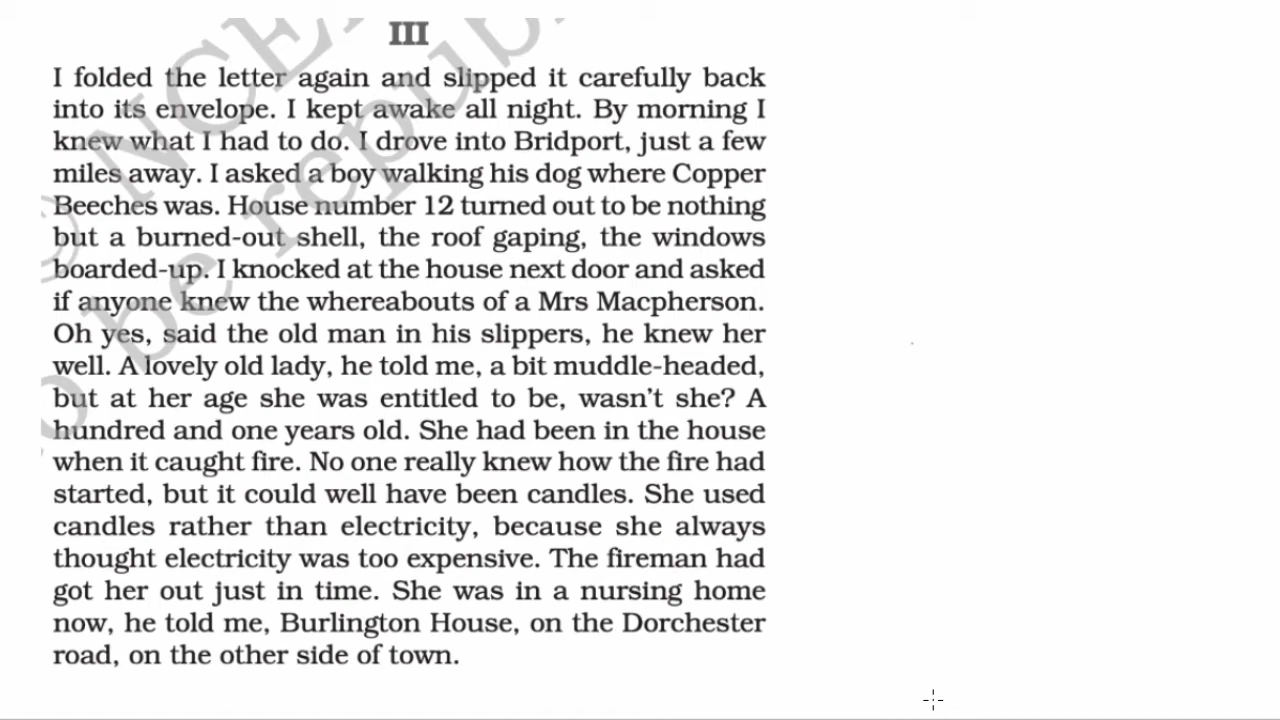 III
I folded the letter again and slipped it carefully back
into its envelope. I kept awake all night. By morning I
knew what I had to do. I drove into Bridport, just a few
miles away. I asked a boy walking his dog where Copper
Beeches was. House number 12 turned out to be nothing
but a burned-out shell, the roof gaping, the windows
boarded-up. I knocked at the house next door and asked
if anyone knew the whereabouts of a Mrs Macpherson.
Oh yes, said the old man in his slippers, he knew her
well. A lovely old lady, he told me, a bit muddle-headed,
but at her age she was entitled to be, wasn't she? A
hundred and one years old. She had been in the house
when it caught fire. No one really knew how the fire had
started, but it could well have been candles. She used
candles rather than electricity, because she always
thought electricity was too expensive. The fireman had
got her out just in time. She was in a nursing home
now, he told me, Burlington House, on the Dorchester
road, on the other side of town.